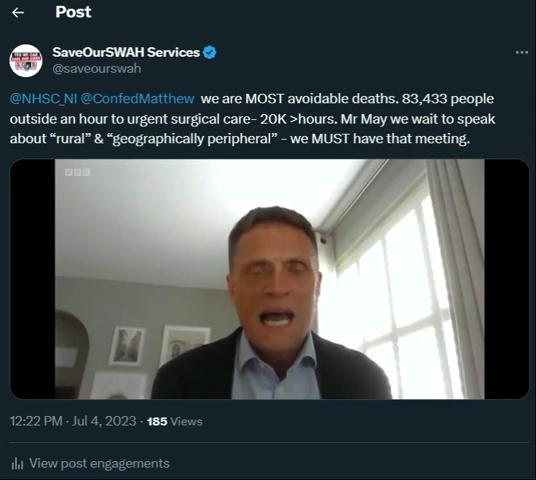 Post
SaveOurSWAH Services
@saveourswah
@NHSC_NI @ConfedMatthew we are MOST avoidable deaths. 83,433 people
outside an hour to urgent surgical care- 20K >hours. Mr May we wait to speak
about “rural” & “geographically peripheral” - we MUST have that meeting.
BBC
12:22 PM · Jul 4, 2023 · 185 Views
View post engagements